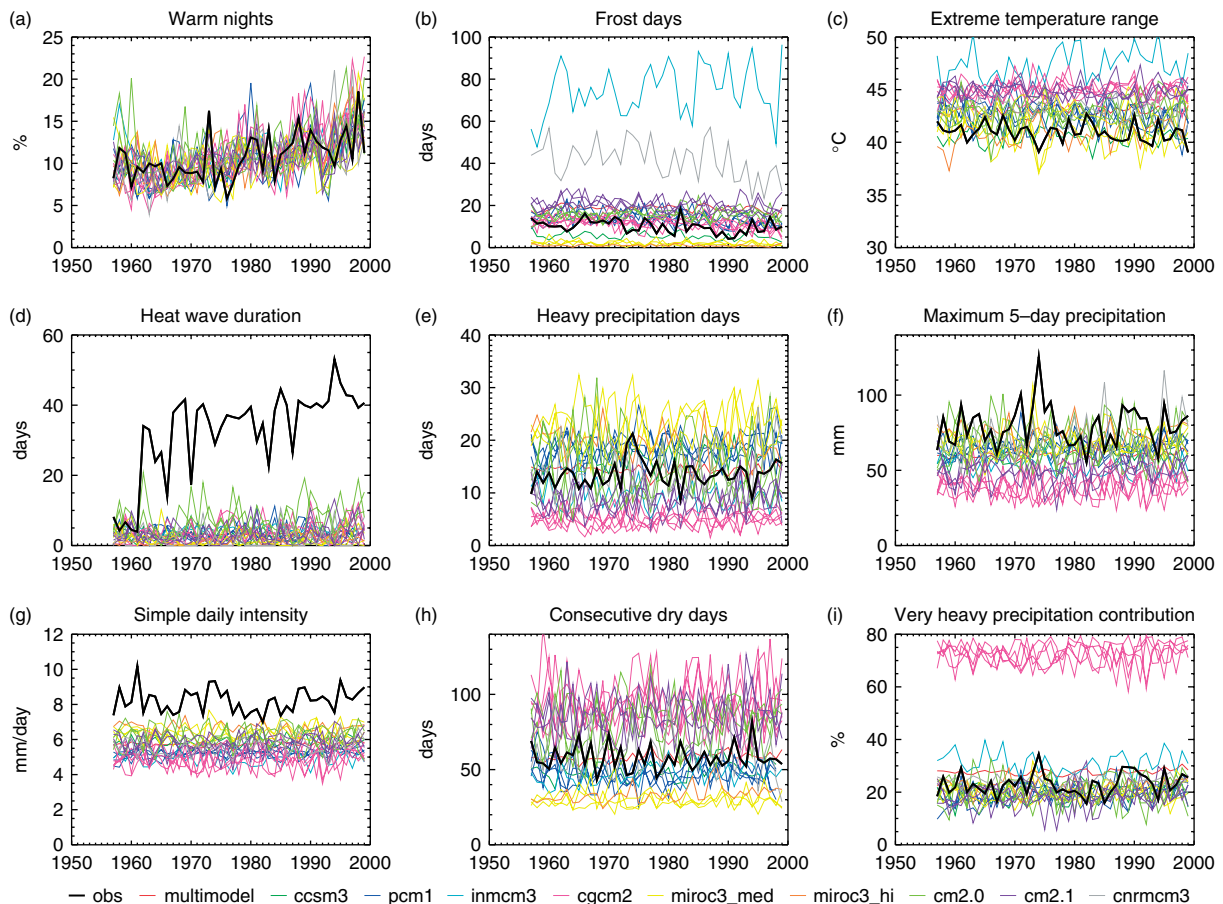 (a) Warm nights
(b) Frost days
(c) Extreme temperature range
25
20
15
10
5
0
%
1950 1960 1970 1980 1990 2000
100
80
60
40
20
0
days
1950 1960 1970 1980 1990 2000
50
45
40
35
30
°C
1950 1960 1970 1980 1990 2000
(d) Heat wave duration
(e) Heavy precipitation days
(f) Maximum 5–day precipitation
60
40
20
0
days
1950 1960 1970 1980 1990 2000
40
30
20
10
0
days
1950 1960 1970 1980 1990 2000
100
50
0
mm
1950 1960 1970 1980 1990 2000
(g) Simple daily intensity
(h) Consecutive dry days
(i) Very heavy precipitation contribution
12
10
8
6
4
2
0
mm/day
1950 1960 1970 1980 1990 2000
100
50
0
days
1950 1960 1970 1980 1990 2000
80
60
40
20
0
%
1950 1960 1970 1980 1990 2000
obs multimodel ccsm3 pcm1 inmcm3 cgcm2 miroc3_med miroc3_hi cm2.0 cm2.1 cnrmcm3